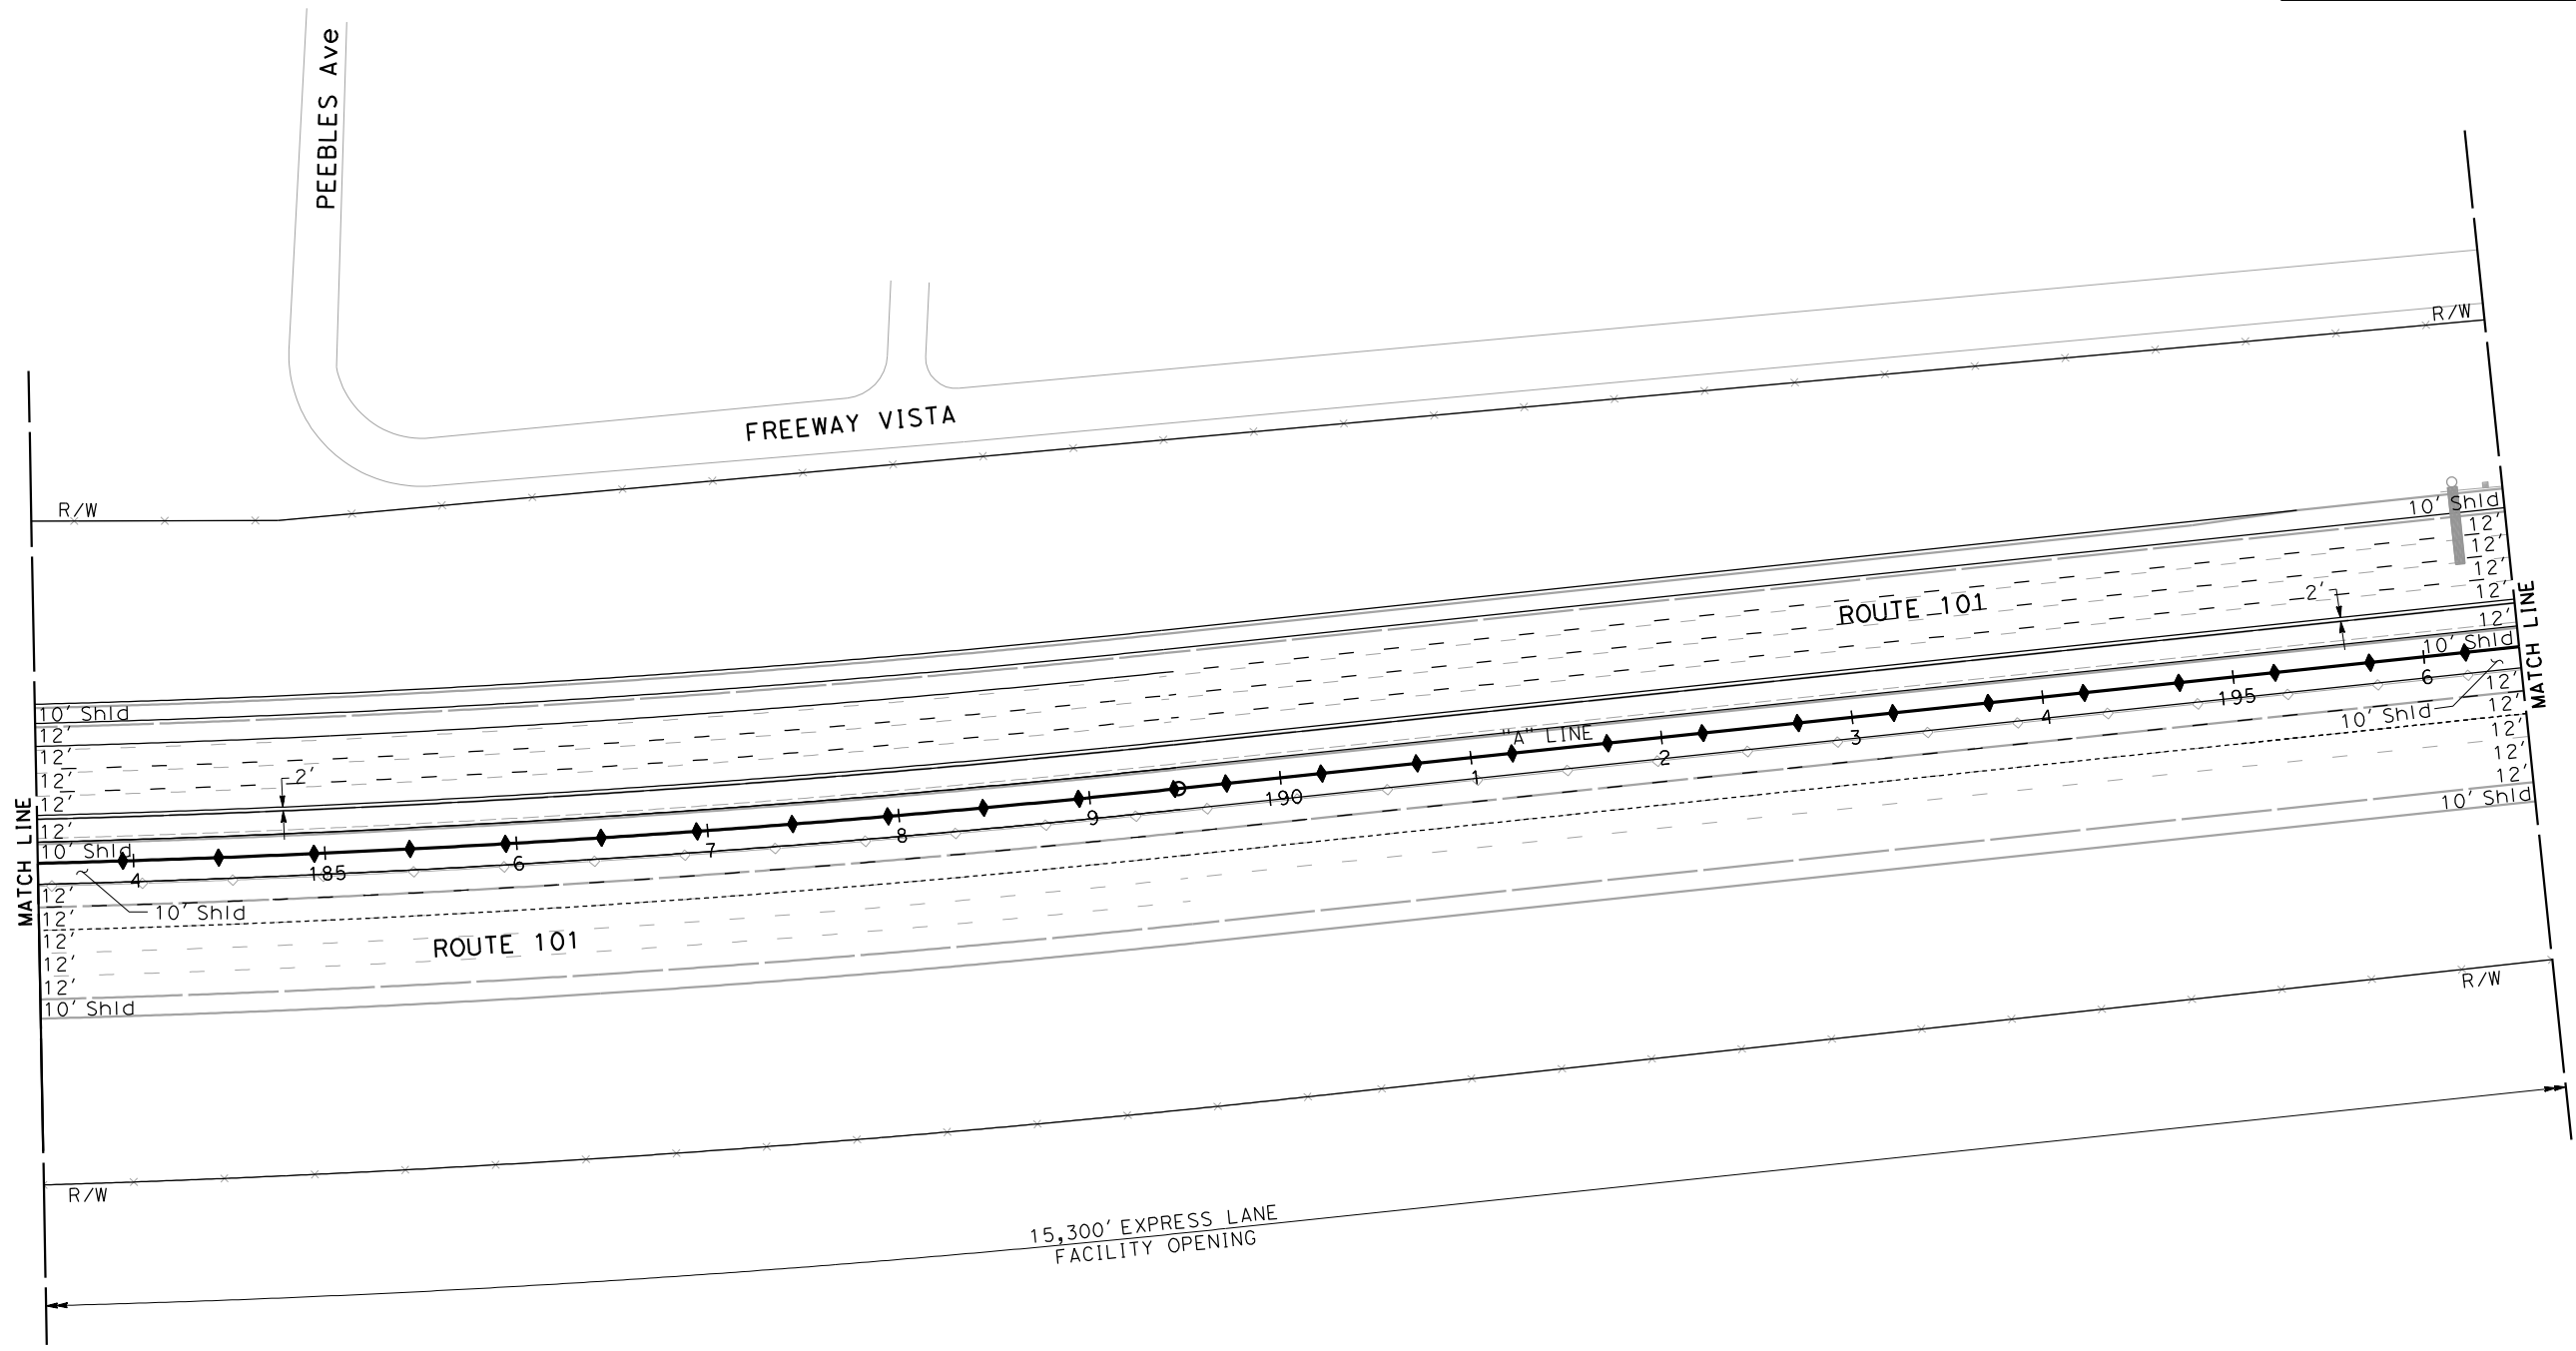 PEEBLES Ave
FREEWAY VISTA
R/W
R/W
10' Shld
12'
12'
12'
12'
12'
10' Shld
2'
ROUTE 101
2'
MATCH LINE
10' Shld
12'
12'
12'
12'
12'
10' Shld
4
185
6
7
8
9
190
1
2
3
4
195
6
"A" LINE
10' Shld
12'
12'
12'
12'
12'
10' Shld
MATCH LINE
10' Shld
12'
12'
12'
12'
12'
10' Shld
ROUTE 101
R/W
R/W
15,300' EXPRESS LANE
FACILITY OPENING